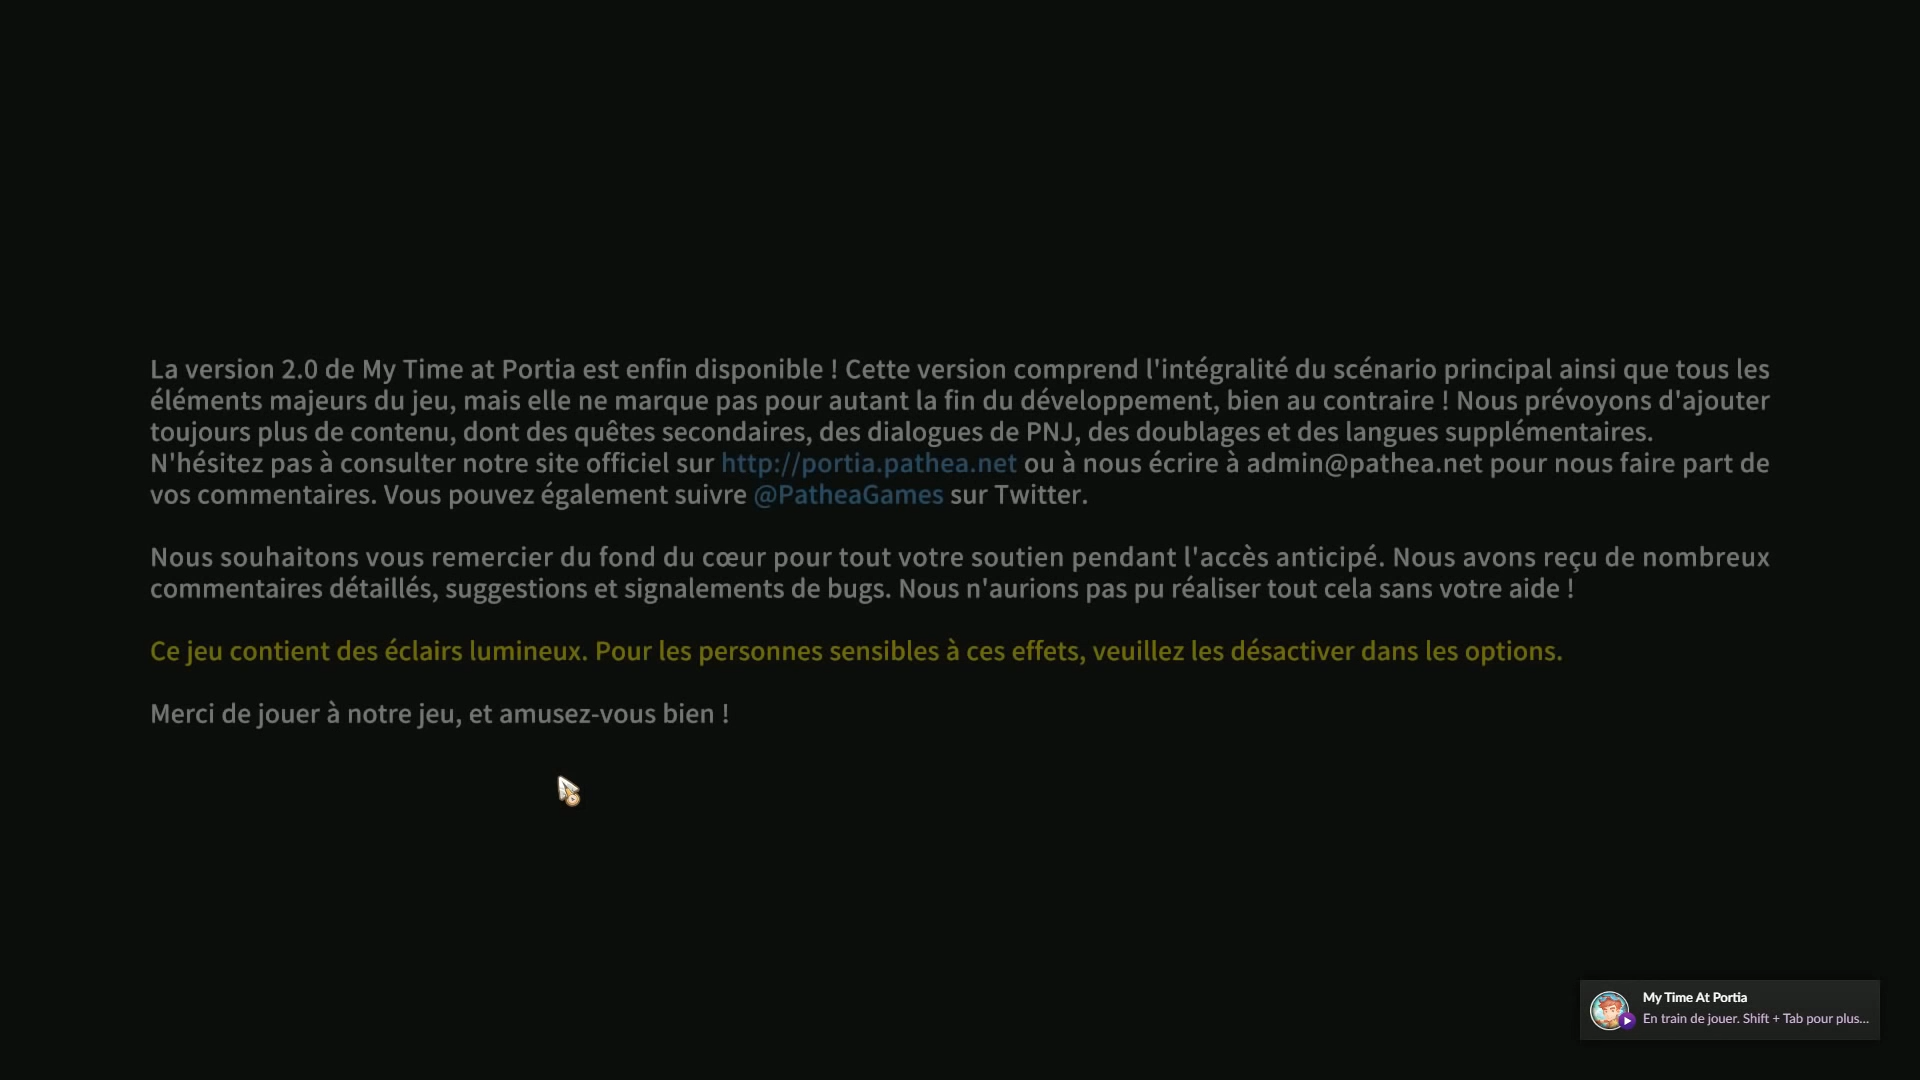 La version 2.0 de My Time at Portia est enfin disponible ! Cette version comprend l'intégralité du scénario principal ainsi que tous les
éléments majeurs du jeu, mais elle ne marque pas pour autant la fin du développement, bien au contraire ! Nous prévoyons d'ajouter
toujours plus de contenu, dont des quêtes secondaires, des dialogues de PNJ, des doublages et des langues supplémentaires.
N'hésitez pas à consulter notre site officiel sur http://portia.pathea.net ou à nous écrire à admin@pathea.net pour nous faire part de
vos commentaires. Vous pouvez également suivre @PatheaGames sur Twitter.
Nous souhaitons vous remercier du fond du cœur pour tout votre soutien pendant l'accès anticipé. Nous avons reçu de nombreux
commentaires détaillés, suggestions et signalements de bugs. Nous n'aurions pas pu réaliser tout cela sans votre aide !
Ce jeu contient des éclairs lumineux. Pour les personnes sensibles à ces effets, veuillez les désactiver dans les options.
Merci de jouer à notre jeu, et amusez-vous bien !
My Time At Portia
En train de jouer. Shift + Tab pour plus...